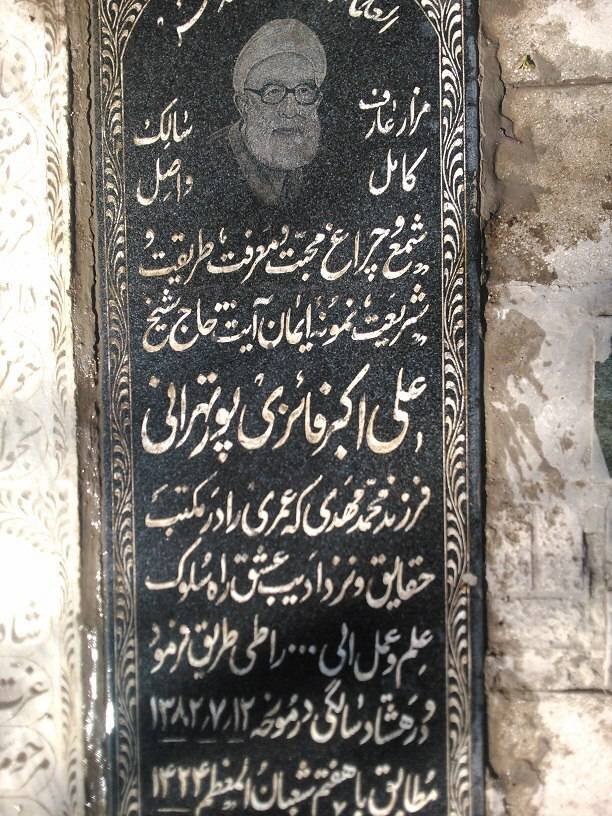 مزار عارف سالک
کامل واصل
شمع و چراغ محبت و معرفت طریقت و
شریعت نمونه ایمان آیت ... حاج شیخ
علی اکبر فائزی پور تهرانی
فرزند محمد مهدی که عمری را در مکتب
حقایق و نزد ادیب عشق راه سلوک
علم و عمل الی ... را طی طریق فرمود
و در هشتاد سالگی در مورخه ۱۳۸۲٫۷٫۱۲
مطابق با هفتم شعبان المعظم ۱۴۲۴